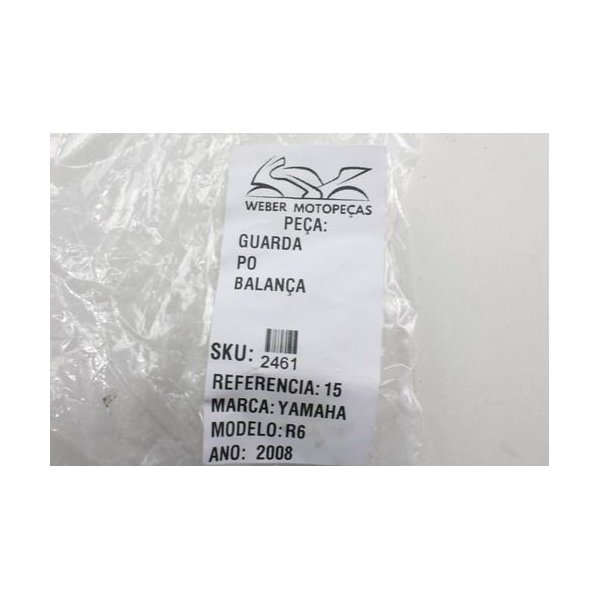 WEBER MOTOPEÇAS
PEÇA:
GUARDA
PO
BALANÇA
SKU: 2461
REFERENCIA: 15
MARCA: YAMAHA
MODELO: R6
ANO: 2008